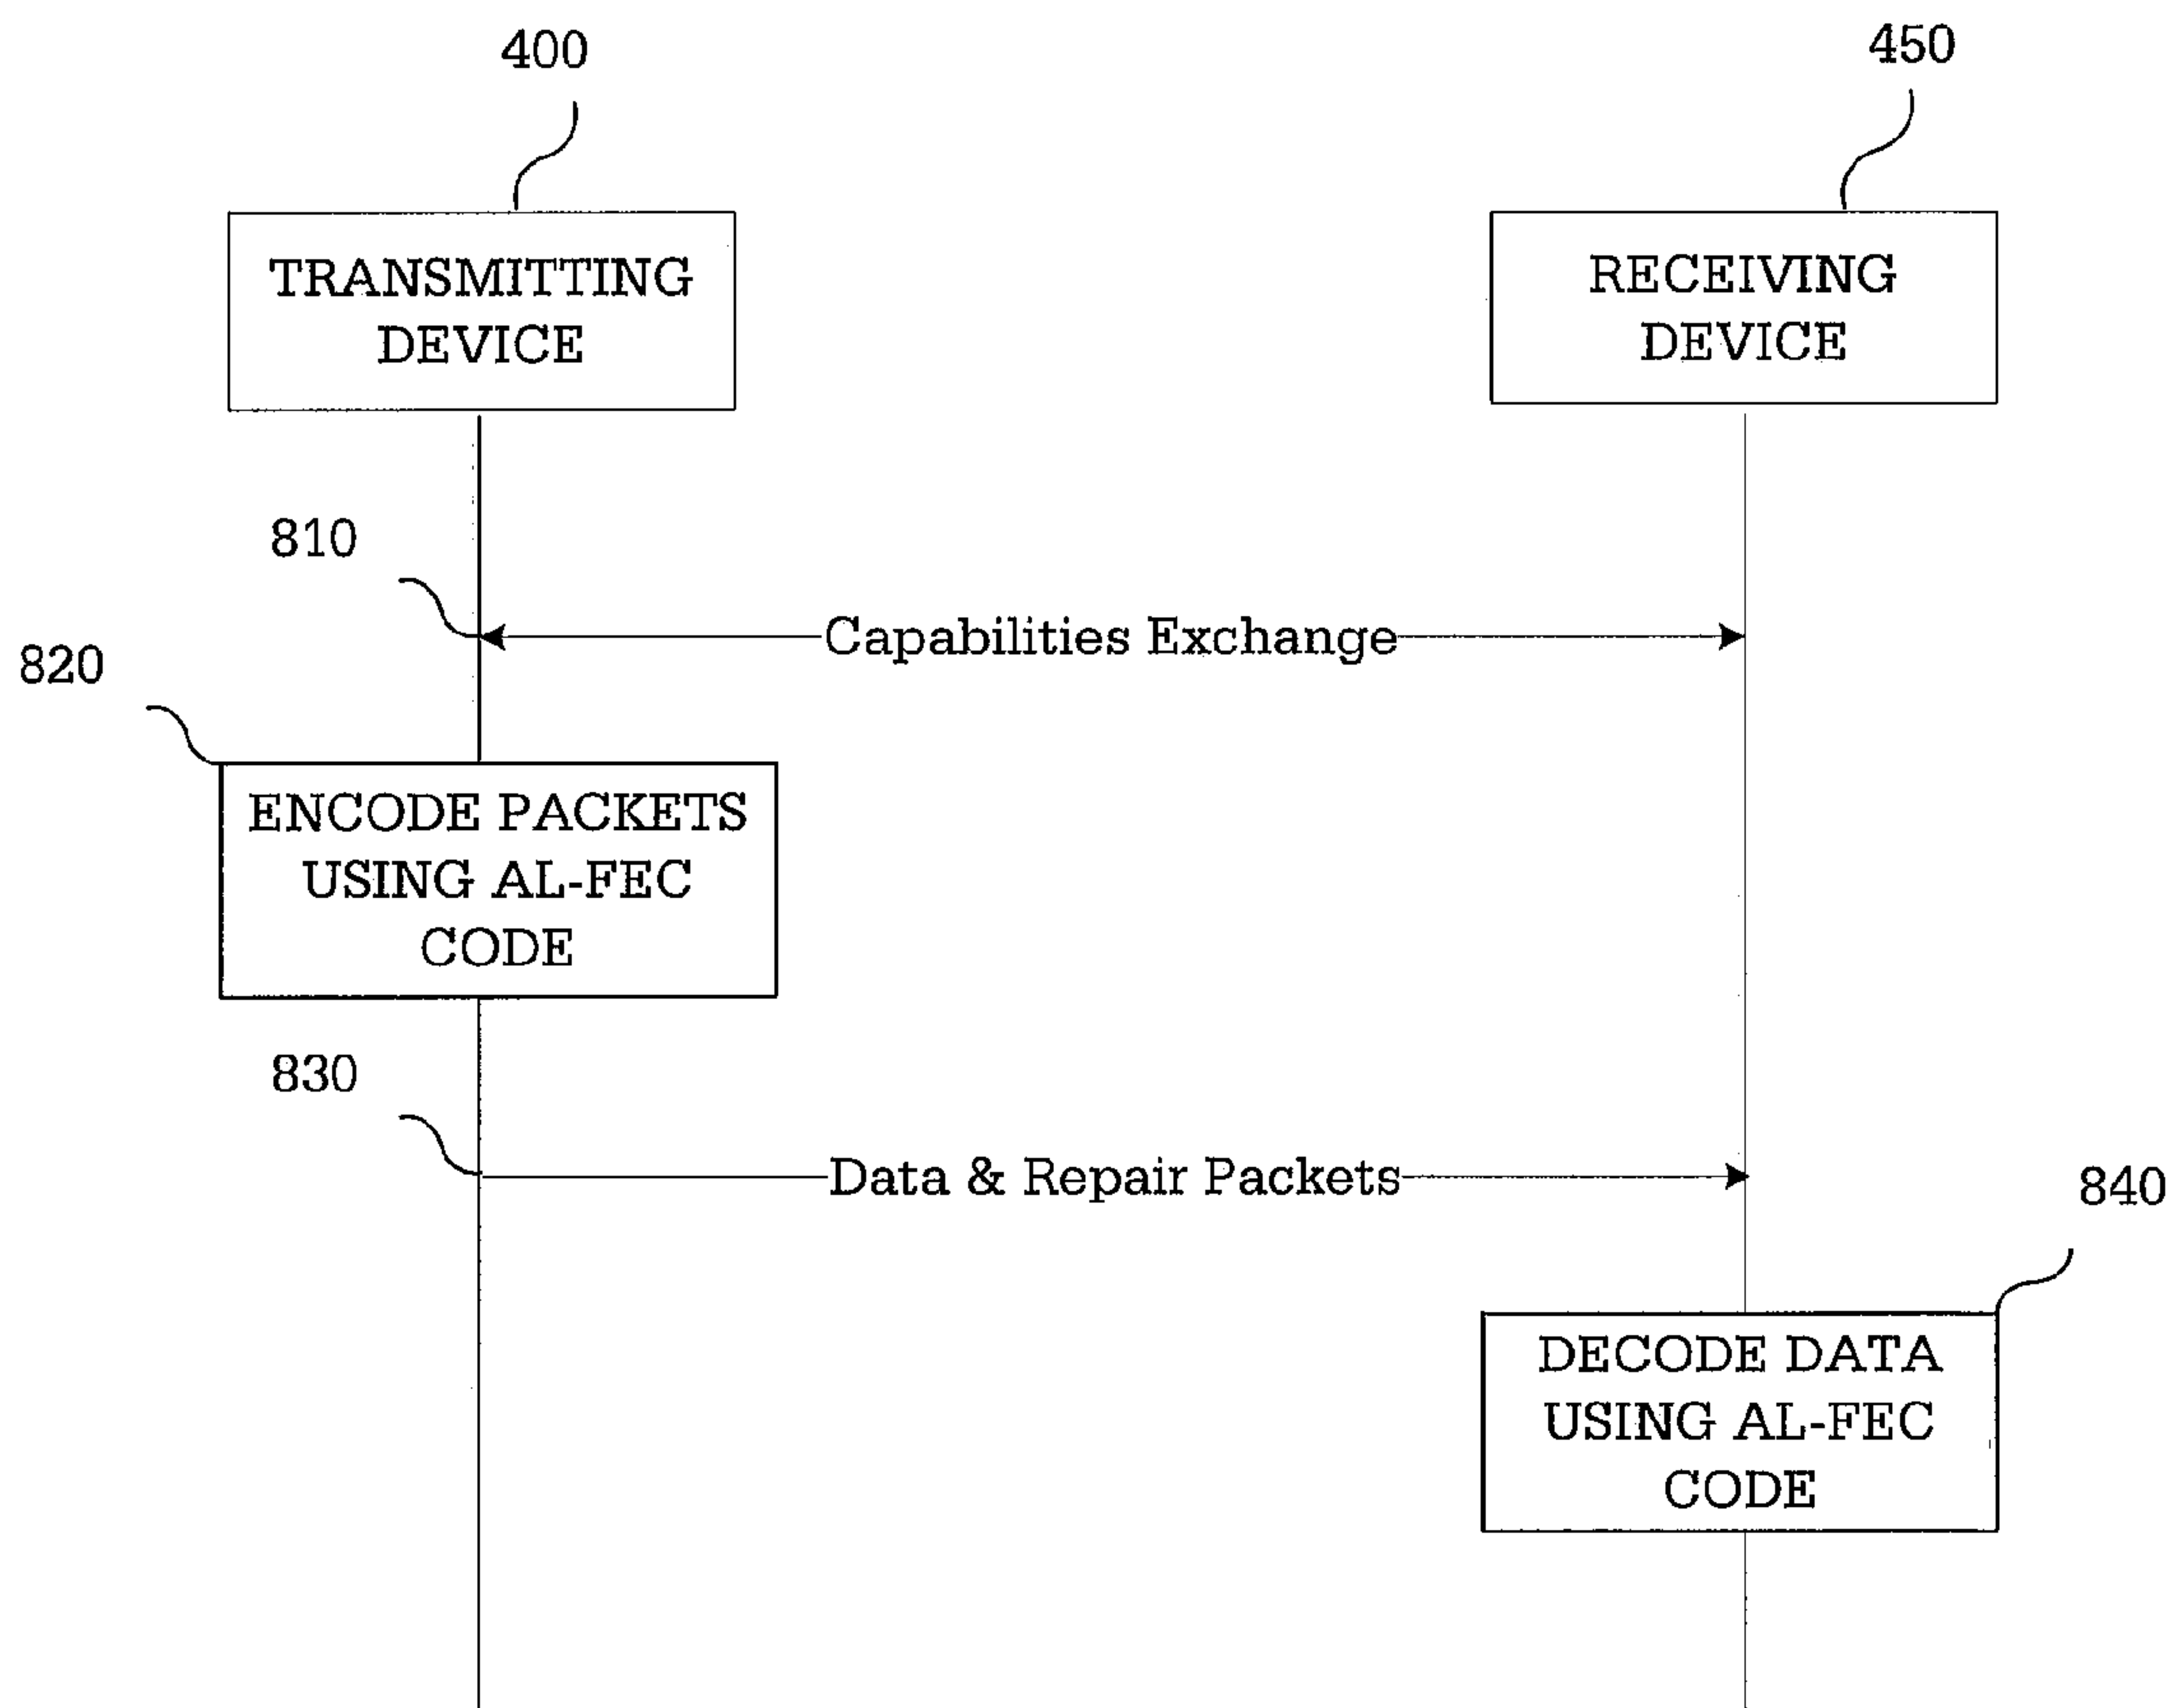 400
450
TRANSMITTING
DEVICE
RECEIVING
DEVICE
810
Capabilities Exchange
820
ENCODE PACKETS
USING AL-FEC
CODE
830
Data & Repair Packets
840
DECODE DATA
USING AL-FEC
CODE